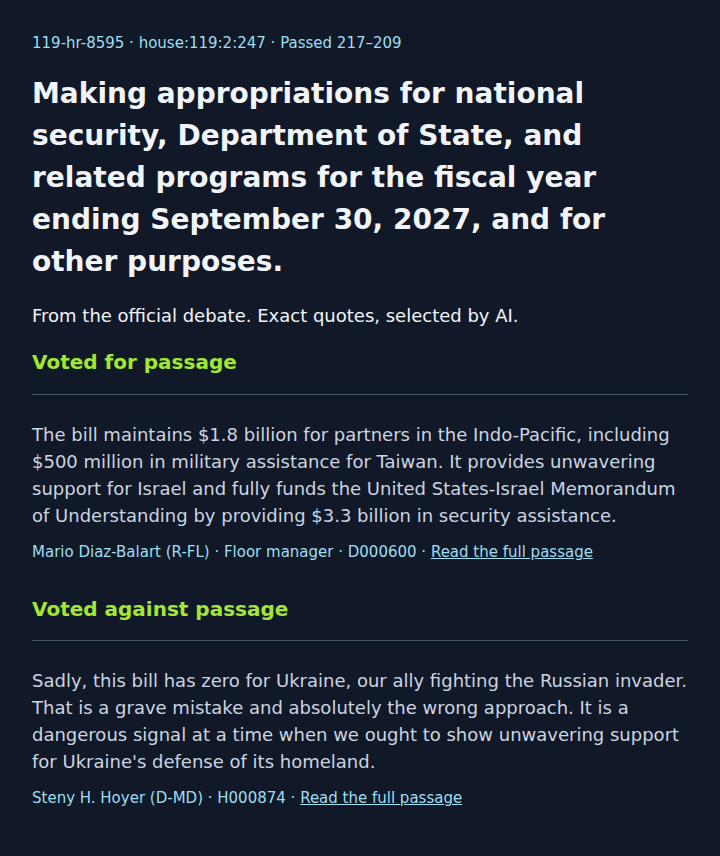 119-hr-8595 · house:119:2:247 · Passed 217–209
Making appropriations for national
security, Department of State, and
related programs for the fiscal year
ending September 30, 2027, and for
other purposes.
From the official debate. Exact quotes, selected by AI.
Voted for passage
The bill maintains $1.8 billion for partners in the Indo-Pacific, including
$500 million in military assistance for Taiwan. It provides unwavering
support for Israel and fully funds the United States-Israel Memorandum
of Understanding by providing $3.3 billion in security assistance.
Mario Diaz-Balart (R-FL) · Floor manager · D000600 · Read the full passage
Voted against passage
Sadly, this bill has zero for Ukraine, our ally fighting the Russian invader.
That is a grave mistake and absolutely the wrong approach. It is a
dangerous signal at a time when we ought to show unwavering support
for Ukraine's defense of its homeland.
Steny H. Hoyer (D-MD) · H000874 · Read the full passage